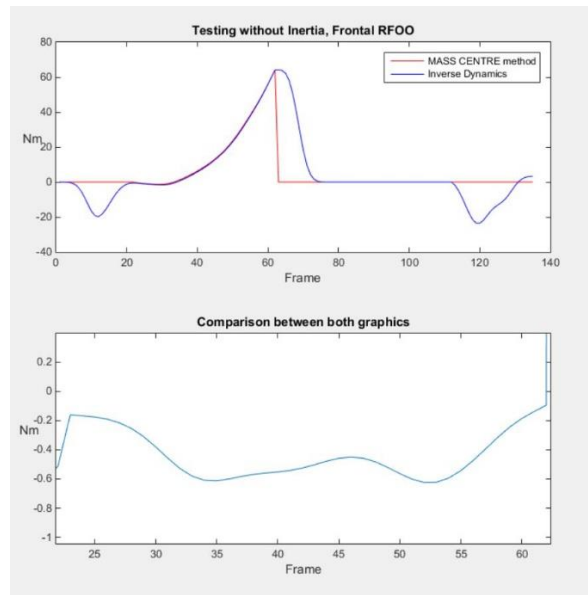 Testing without Inertia, Frontal RFOO
80
60
40
20
0
-20
-40
Nm
MASS CENTRE method
Inverse Dynamics
0 20 40 60 80 100 120 140
Frame
Comparison between both graphics
0.2
0
-0.2
-0.4
-0.6
-0.8
-1
Nm
25 30 35 40 45 50 55 60
Frame